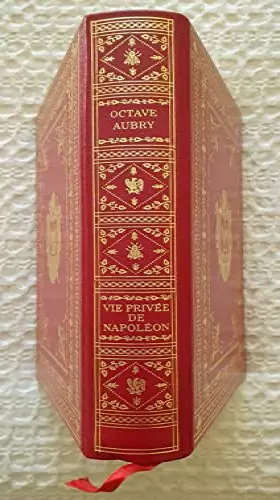 OCTAVE
AUBRY
VIE PRIVÉE
DE
NAPOLÉON